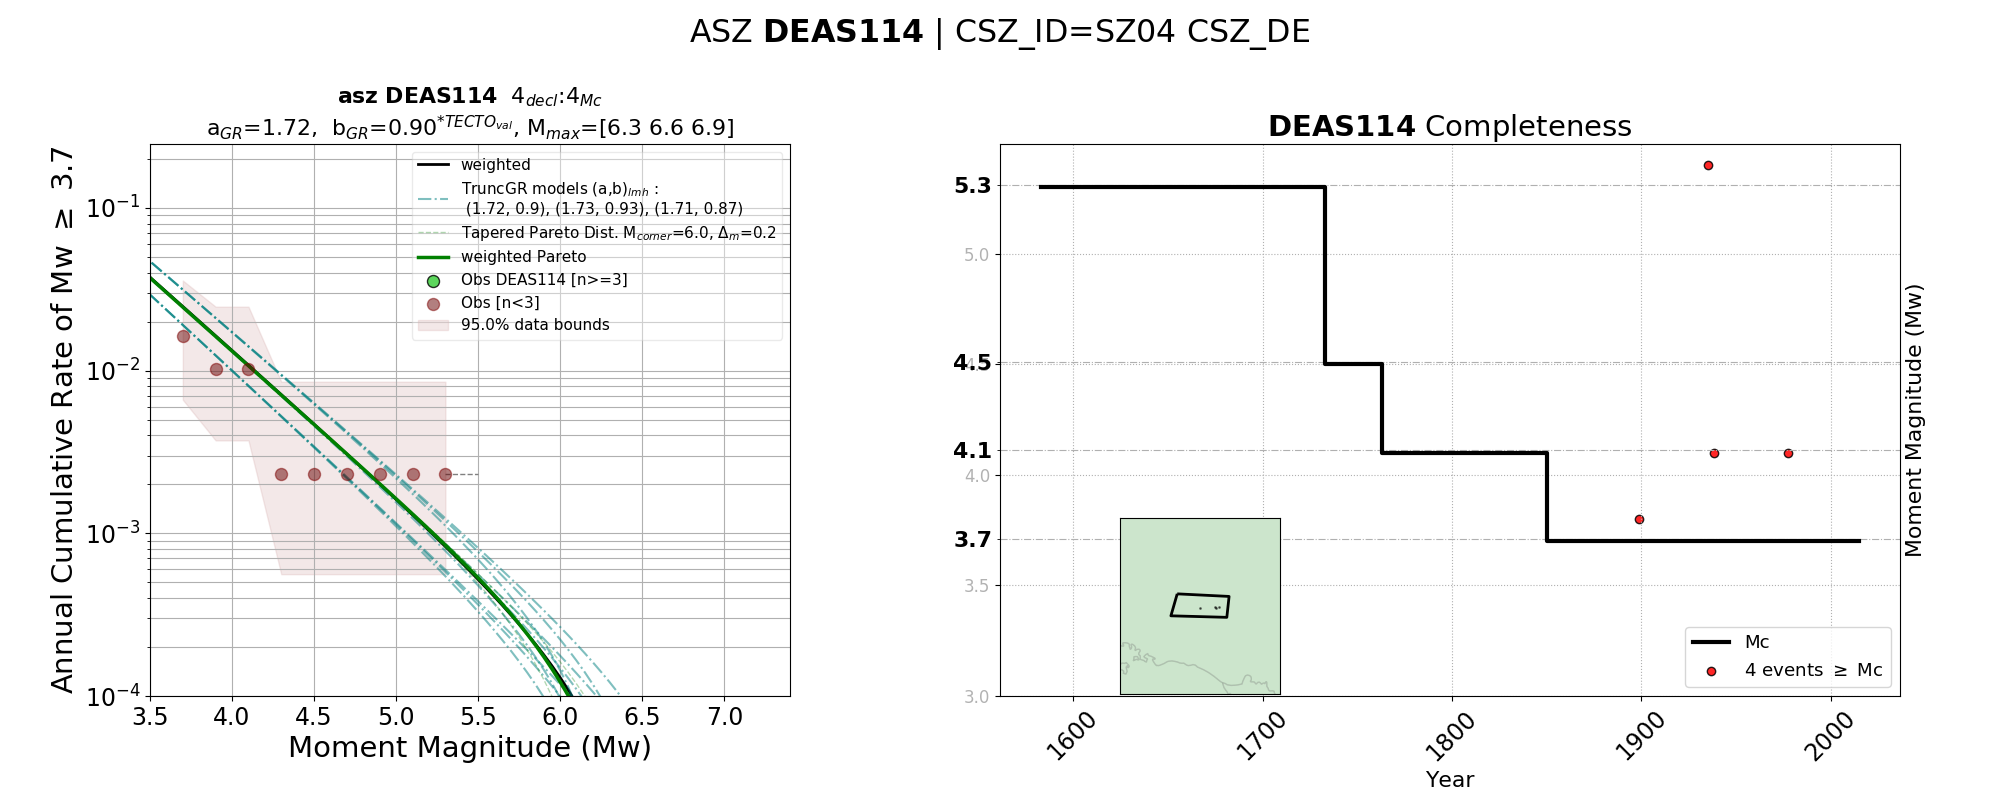 ASZ DEAS114 | CSZ_ID=SZ04 CSZ_DE
asz DEAS114 4decl:4Mc
aGR=1.72, bGR=0.90*TECTOval, Mmax=[6.3 6.6 6.9]
Annual Cumulative Rate of Mw ≥ 3.7
10−1
10−2
10−3
10−4
weighted
TruncGR models (a,b)lmh :
(1.72, 0.9), (1.73, 0.93), (1.71, 0.87)
Tapered Pareto Dist. Mcorner=6.0, Δm=0.2
weighted Pareto
Obs DEAS114 [n>=3]
Obs [n<3]
95.0% data bounds
3.5 4.0 4.5 5.0 5.5 6.0 6.5 7.0
Moment Magnitude (Mw)
DEAS114 Completeness
5.3
5.0
4.5
4.5
4.1
4.0
3.7
3.5
3.0
Moment Magnitude (Mw)
Mc
4 events ≥ Mc
1600 1700 1800 1900 2000
Year